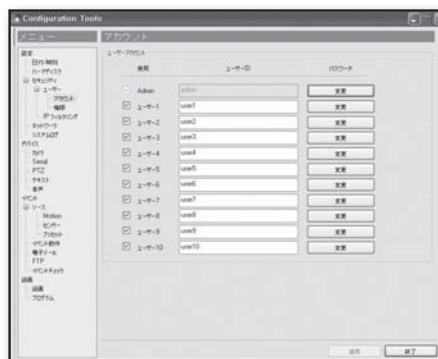 Configuration Tools
メニュー
アカウント
設定
日付/時刻
ハードディスク
セキュリティ
ユーザー
アカウント
権限
IPフィルタリング
ネットワーク
システムログ
デバイス
カメラ
Serial
PTZ
テキスト
音声
イベント
ソース
Motion
センサー
プリセット
イベント動作
電子メール
FTP
イベントチェック
録画
録画
プログラム
ユーザーアカウント
使用 ユーザーID パスワード
Admin admin 変更
ユーザー1 user1 変更
ユーザー2 user2 変更
ユーザー3 user3 変更
ユーザー4 user4 変更
ユーザー5 user5 変更
ユーザー6 user6 変更
ユーザー7 user7 変更
ユーザー8 user8 変更
ユーザー9 user9 変更
ユーザー10 user10 変更
適用 終了